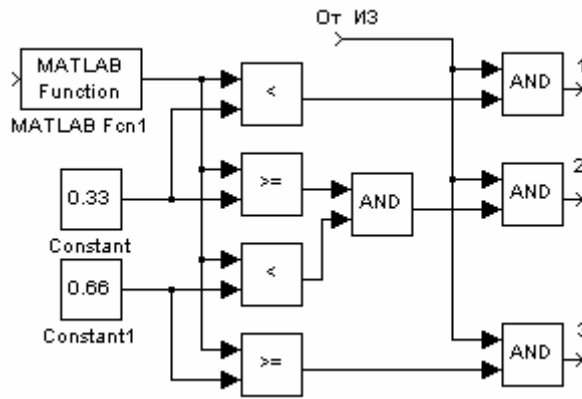 От ИЗ
MATLAB
Function
MATLAB Fcn1
<
AND
1
0.33
Constant
>=
AND
AND
2
0.66
Constant1
<
>=
AND
3